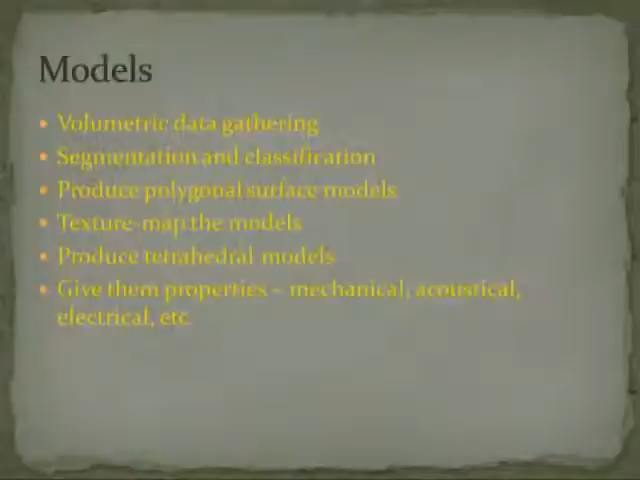 Models
• Volumetric data gathering
• Segmentation and classification
• Produce polygonal surface models
• Texture-map the models
• Produce tetrahedral models
• Give them properties – mechanical, acoustical,
electrical, etc.